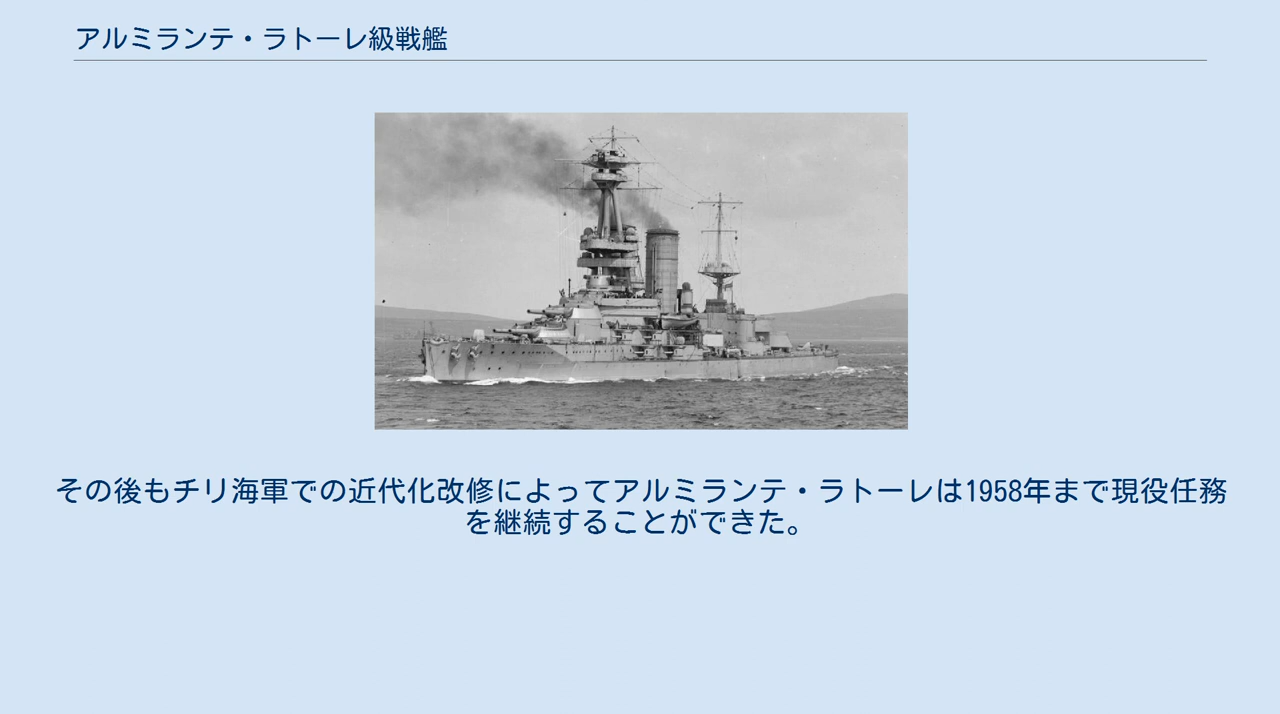 アルミランテ・ラトーレ級戦艦
その後もチリ海軍での近代化改修によってアルミランテ・ラトーレは1958年まで現役任務
を継続することができた。